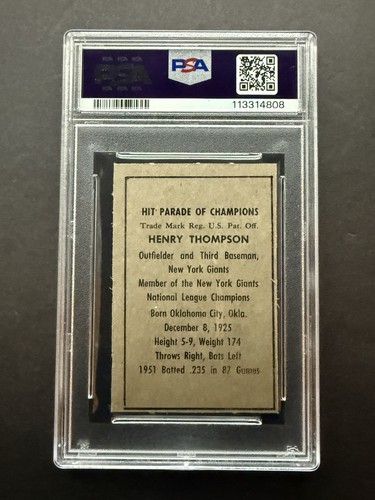 PSA
PSA
113314808
HIT PARADE OF CHAMPIONS
Trade Mark Reg. U.S. Pat. Off.
HENRY THOMPSON
Outfielder and Third Baseman,
New York Giants
Member of the New York Giants
National League Champions
Born Oklahoma City, Okla.
December 8, 1925
Height 5-9, Weight 174
Throws Right, Bats Left
1951 Batted .235 in 87 Games